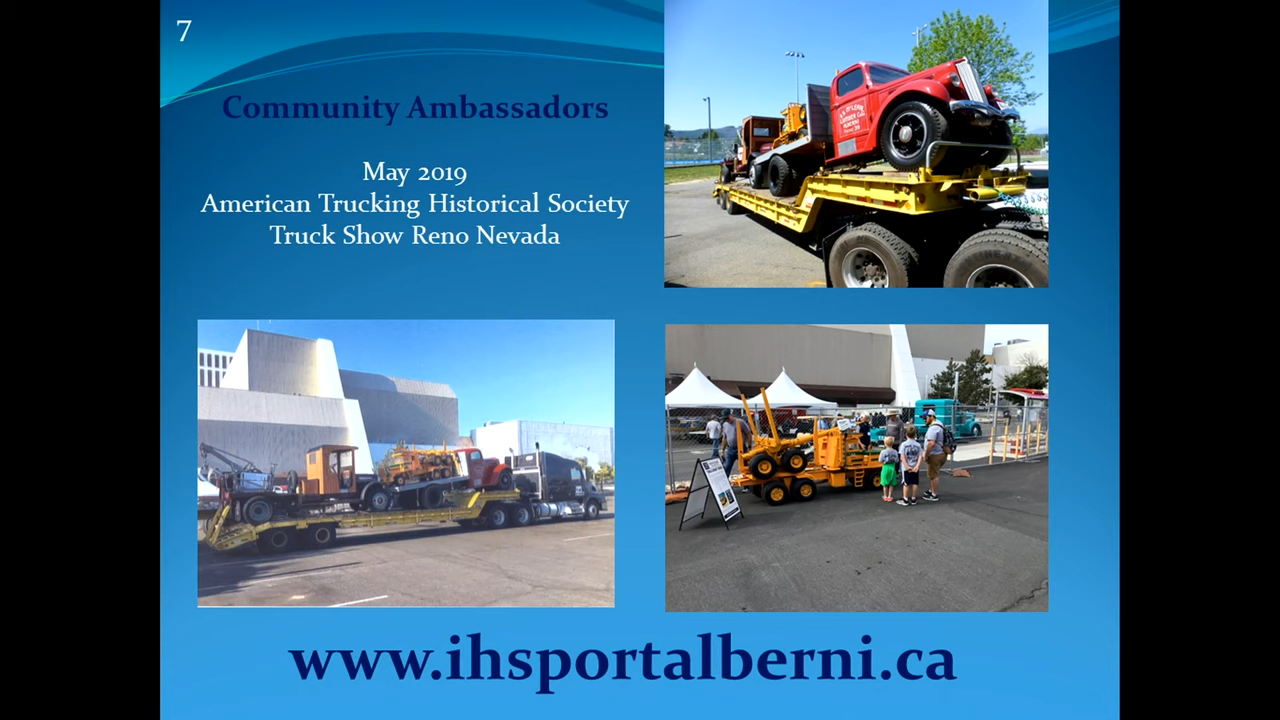 7
Community Ambassadors
May 2019
American Trucking Historical Society
Truck Show Reno Nevada
www.ihsportalberni.ca